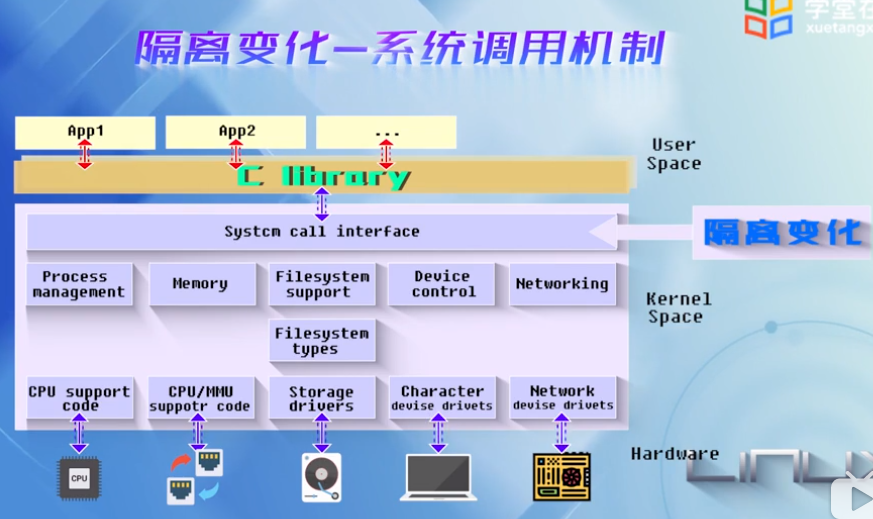 学堂在
xuetangx
隔离变化—系统调用机制
App1
App2
...
User
Space
C library
System call interface
隔离变化
Process
management
Memory
Filesystem
support
Device
control
Networking
Kernel
Space
Filesystem
types
CPU support
code
CPU/MMU
suppotr code
Storage
drivers
Character
devise drivets
Network
devise drivets
Hardware
CPU